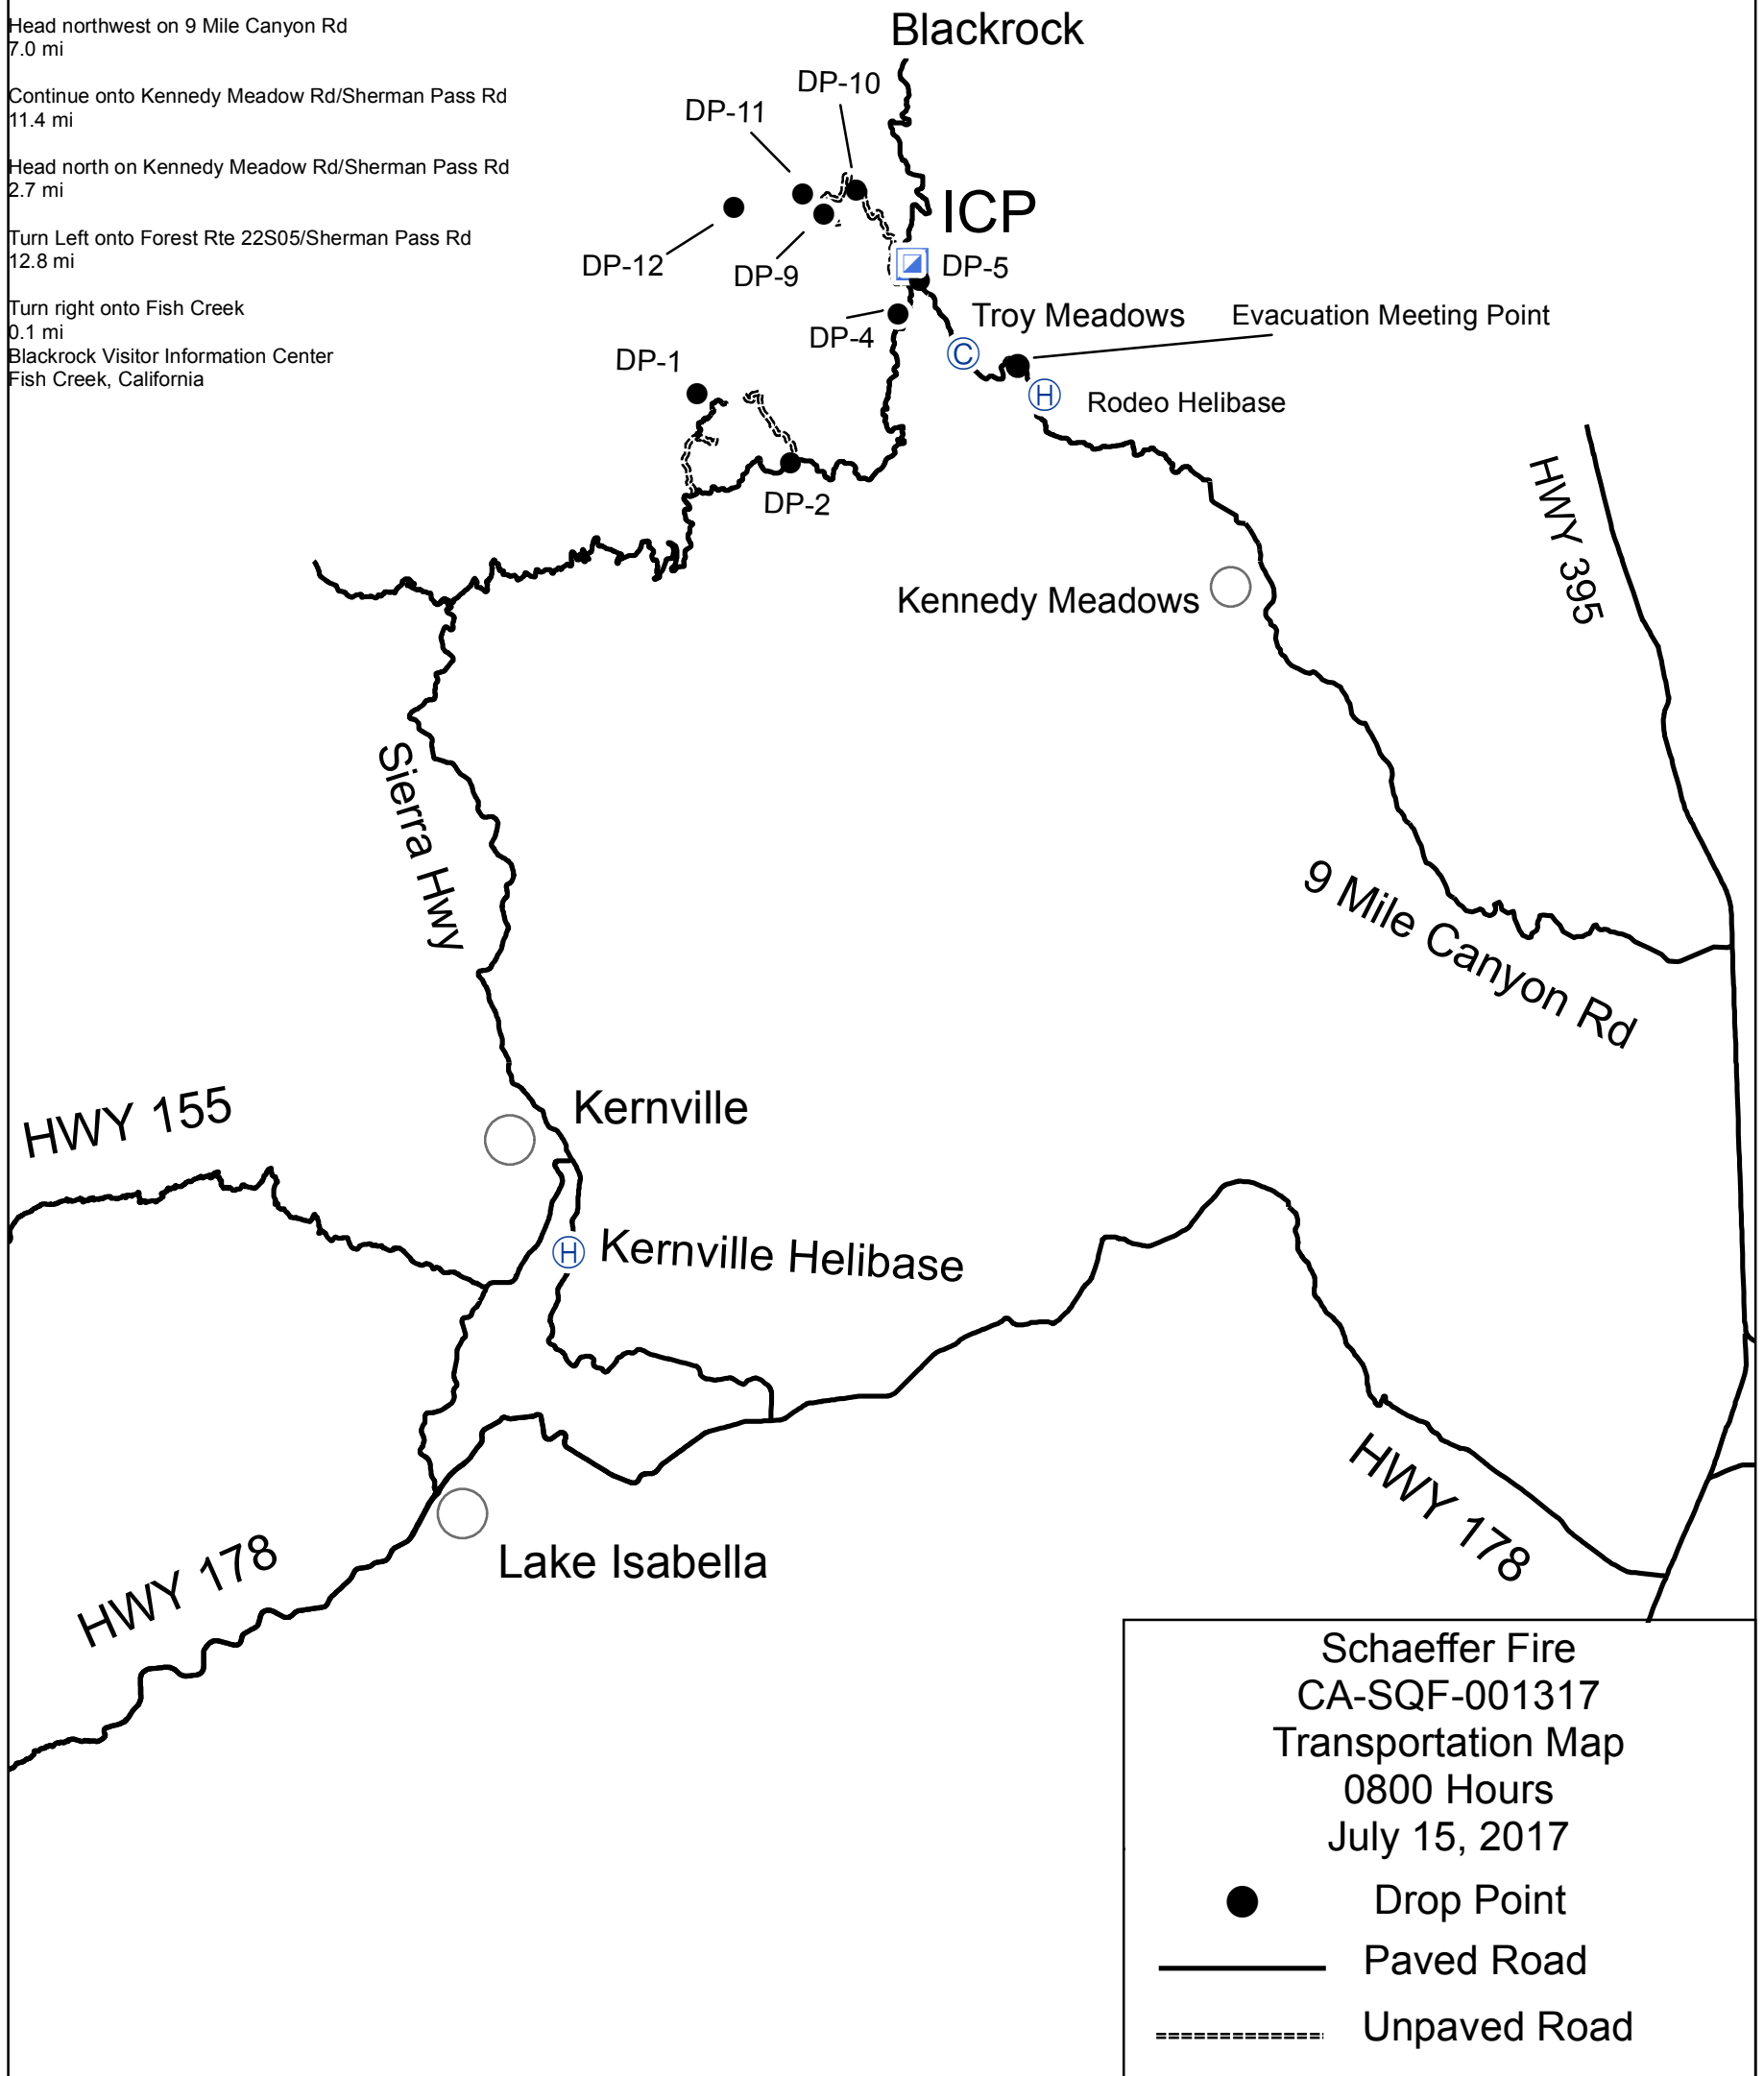 Head northwest on 9 Mile Canyon Rd
7.0 mi
Continue onto Kennedy Meadow Rd/Sherman Pass Rd
11.4 mi
Head north on Kennedy Meadow Rd/Sherman Pass Rd
2.7 mi
Turn Left onto Forest Rte 22S05/Sherman Pass Rd
12.8 mi
Turn right onto Fish Creek
0.1 mi
Blackrock Visitor Information Center
Fish Creek, California
Blackrock
DP-10
DP-11
ICP
DP-12
DP-9
DP-5
Troy Meadows
Evacuation Meeting Point
DP-4
DP-1
C
H
Rodeo Helibase
DP-2
HWY 395
Kennedy Meadows
Sierra Hwy
9 Mile Canyon Rd
HWY 155
Kernville
H
Kernville Helibase
HWY 178
Lake Isabella
HWY 178
Schaeffer Fire
CA-SQF-001317
Transportation Map
0800 Hours
July 15, 2017
Drop Point
Paved Road
Unpaved Road